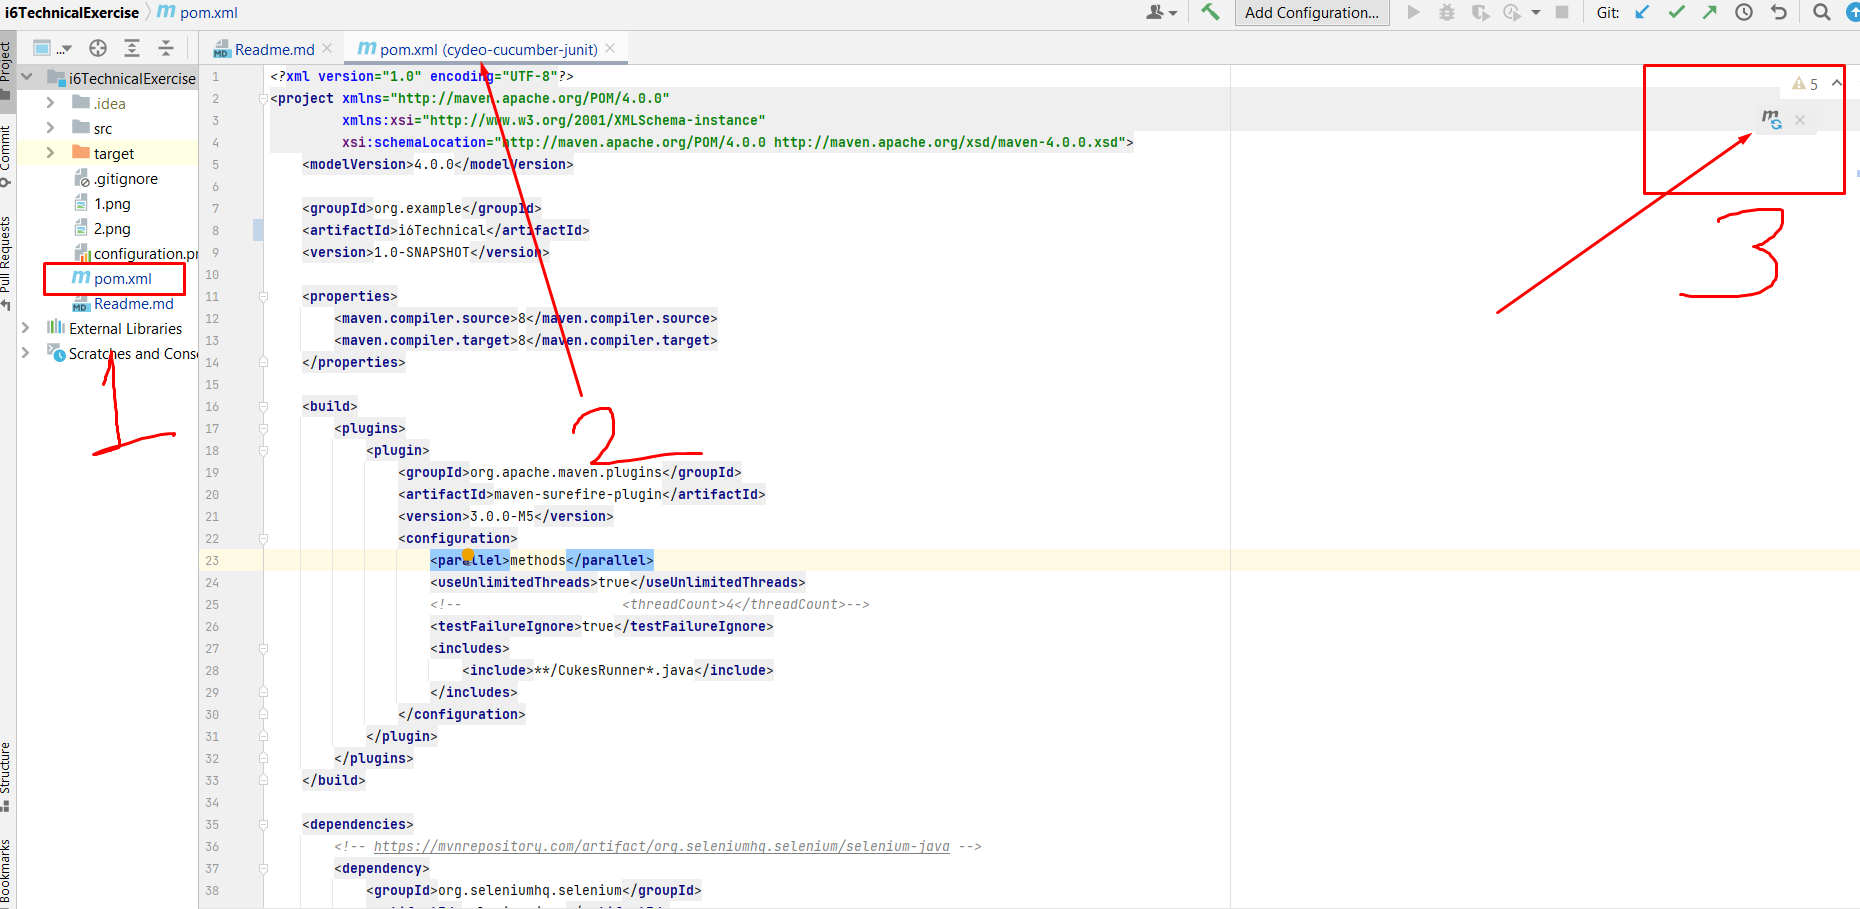 i6TechnicalExercise
pom.xml
Add Configuration...
Git:
Project
Commit
Pull Requests
Structure
Bookmarks
...
i6TechnicalExercise
.idea
src
target
.gitignore
1.png
2.png
configuration.pr
pom.xml
Readme.md
External Libraries
Scratches and Cons
1
Readme.md
pom.xml (cydeo-cucumber-junit)
5
1 <?xml version="1.0" encoding="UTF-8"?>
2 <project xmlns="http://maven.apache.org/POM/4.0.0"
3 xmlns:xsi="http://www.w3.org/2001/XMLSchema-instance"
4 xsi:schemaLocation="http://maven.apache.org/POM/4.0.0 http://maven.apache.org/xsd/maven-4.0.0.xsd">
5 <modelVersion>4.0.0</modelVersion>
6
7 <groupId>org.example</groupId>
8 <artifactId>i6Technical</artifactId>
9 <version>1.0-SNAPSHOT</version>
10
11 <properties>
12 <maven.compiler.source>8</maven.compiler.source>
13 <maven.compiler.target>8</maven.compiler.target>
14 </properties>
15
16 <build>
17 <plugins>
18 <plugin>
19 <groupId>org.apache.maven.plugins</groupId>
20 <artifactId>maven-surefire-plugin</artifactId>
21 <version>3.0.0-M5</version>
22 <configuration>
23 <parallel>methods</parallel>
24 <useUnlimitedThreads>true</useUnlimitedThreads>
25 <!-- <threadCount>4</threadCount>-->
26 <testFailureIgnore>true</testFailureIgnore>
27 <includes>
28 <include>**/CukesRunner*.java</include>
29 </includes>
30 </configuration>
31 </plugin>
32 </plugins>
33 </build>
34
35 <dependencies>
36 <!-- https://mvnrepository.com/artifact/org.seleniumhq.selenium/selenium-java -->
37 <dependency>
38 <groupId>org.seleniumhq.selenium</groupId>
2
3